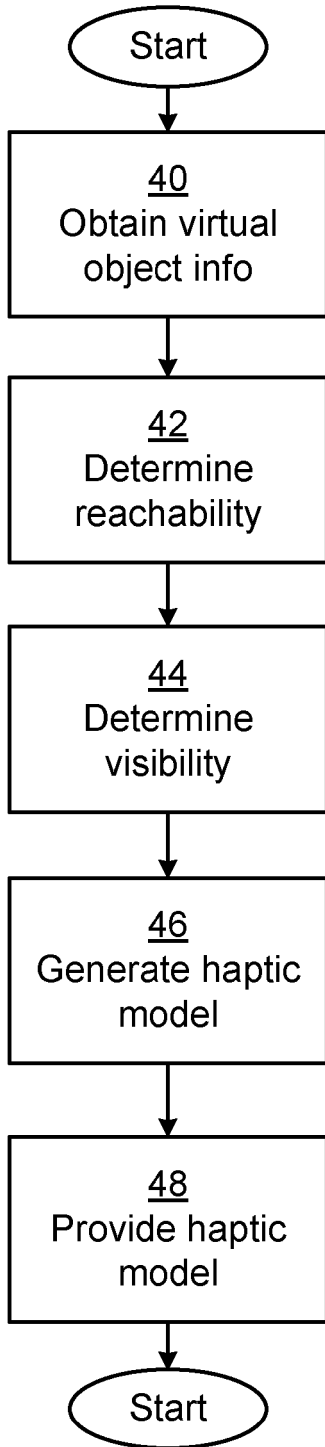 Start
40
Obtain virtual
object info
42
Determine
reachability
44
Determine
visibility
46
Generate haptic
model
48
Provide haptic
model
Start